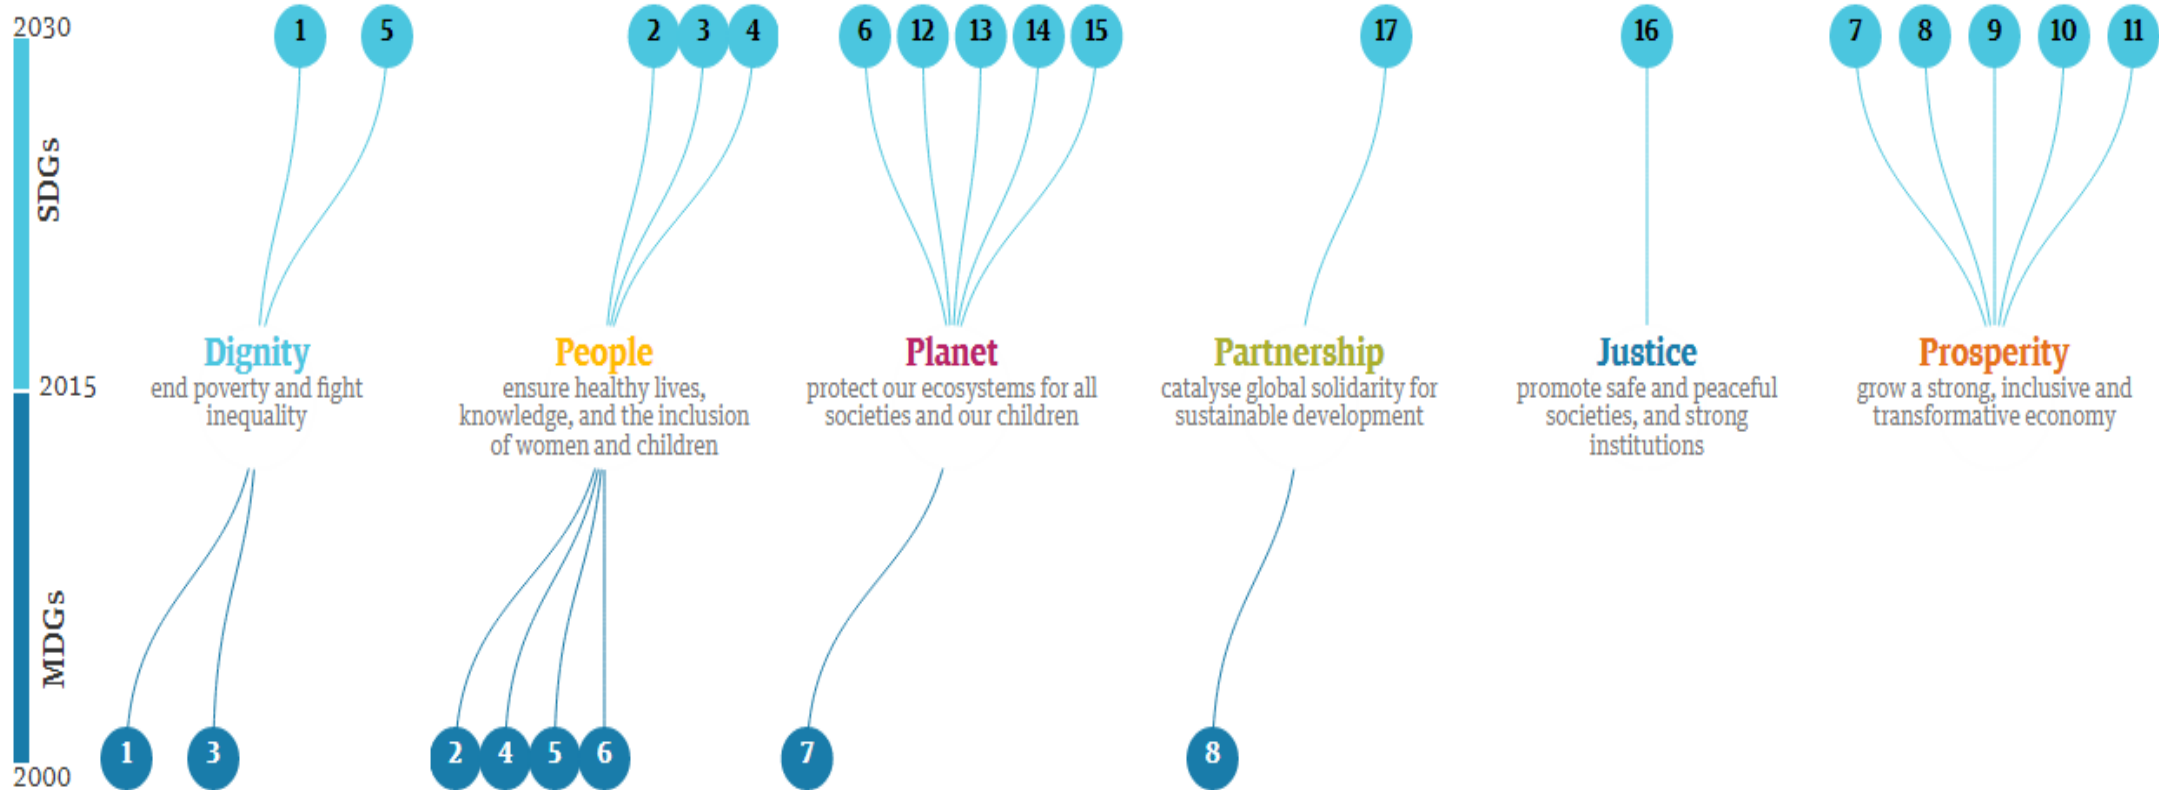 2030
1 5 2 3 4 6 12 13 14 15 17 16 7 8 9 10 11
SDGs
2015
Dignity
end poverty and fight
inequality
People
ensure healthy lives,
knowledge, and the inclusion
of women and children
Planet
protect our ecosystems for all
societies and our children
Partnership
catalyse global solidarity for
sustainable development
Justice
promote safe and peaceful
societies, and strong
institutions
Prosperity
grow a strong, inclusive and
transformative economy
MDGs
1 3 2 4 5 6 7 8
2000